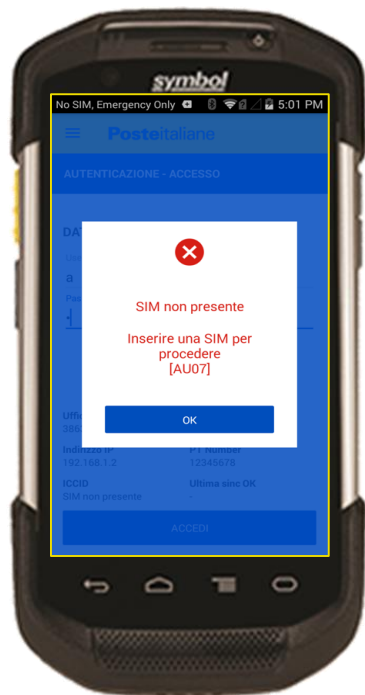 symbol
No SIM, Emergency Only 5:01 PM
Posteitaliane
AUTENTICAZIONE - ACCESSO
DA
a
SIM non presente
Inserire una SIM per
procedere
[AU07]
OK
Indirizzo IP PT Number
192.168.1.2 12345678
ICCID Ultima sinc OK
SIM non presente -
ACCEDI